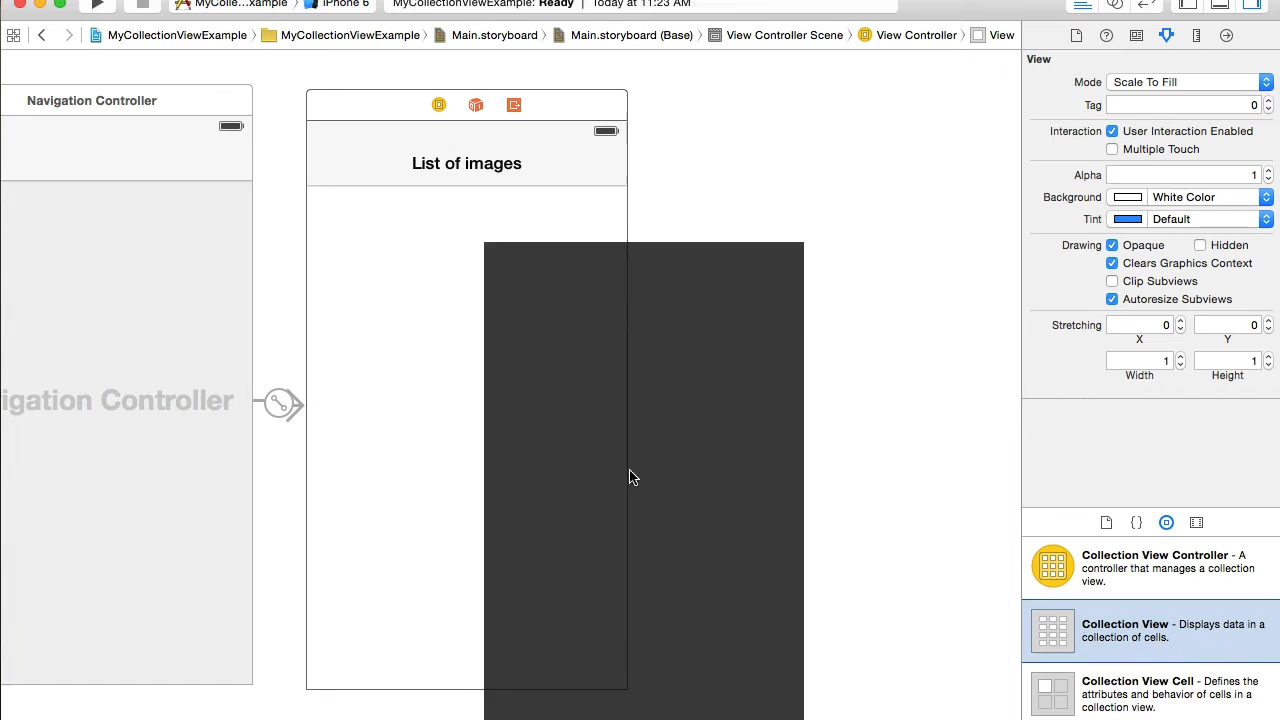 MyColle...xample
iPhone 6
MyCollectionViewExample: Ready | Today at 11:23 AM
MyCollectionViewExample
MyCollectionViewExample
Main.storyboard
Main.storyboard (Base)
View Controller Scene
View Controller
View
Navigation Controller
List of images
igation Controller
View
Mode
Scale To Fill
Tag
0
Interaction
User Interaction Enabled
Multiple Touch
Alpha
1
Background
White Color
Tint
Default
Drawing
Opaque
Hidden
Clears Graphics Context
Clip Subviews
Autoresize Subviews
Stretching
0
0
X
Y
1
1
Width
Height
Collection View Controller - A
controller that manages a collection
view.
Collection View - Displays data in a
collection of cells.
Collection View Cell - Defines the
attributes and behavior of cells in a
collection view.